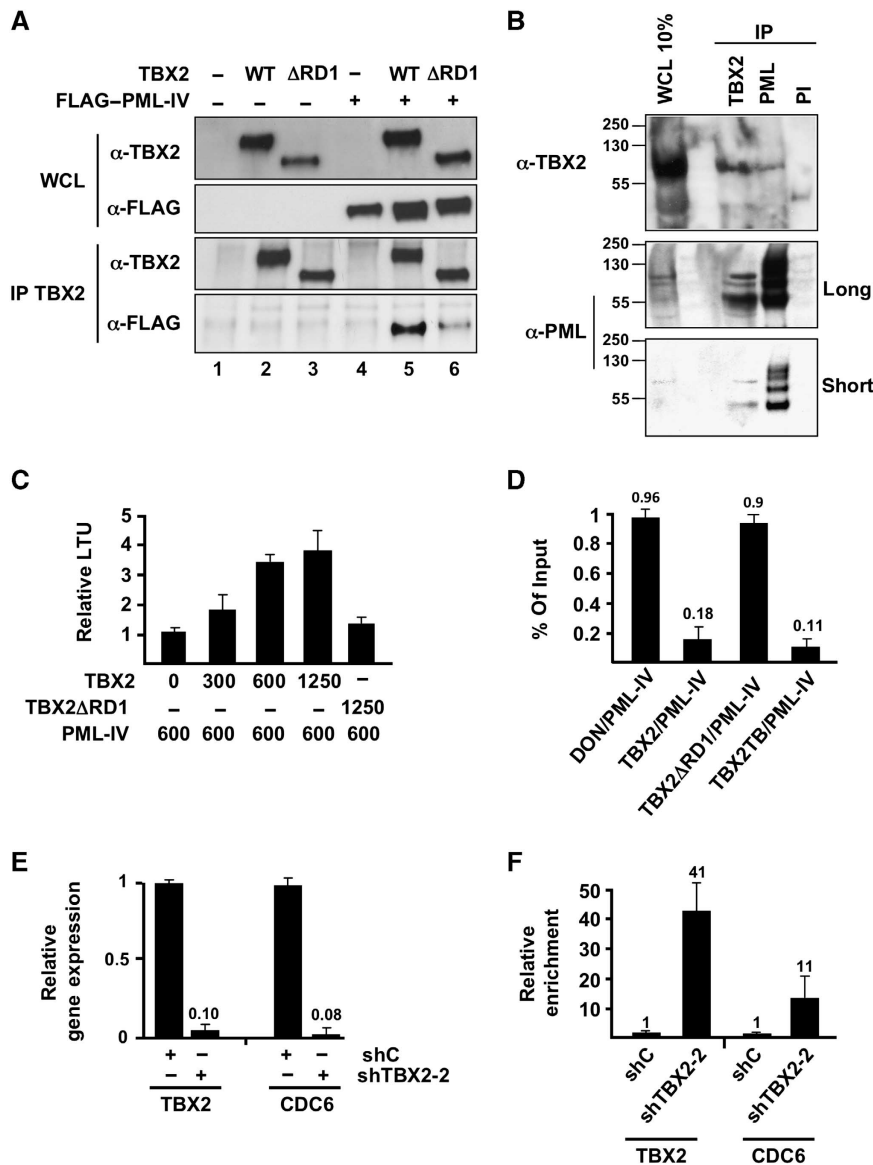 A
TBX2 – WT ΔRD1 – WT ΔRD1
FLAG–PML-IV – – – + + +
WCL
α-TBX2
α-FLAG
IP TBX2
α-TBX2
α-FLAG
1 2 3 4 5 6
B
WCL 10%
IP
TBX2
PML
PI
α-TBX2
250
130
55
α-PML
250
130
55
Long
250
130
55
Short
C
Relative LTU
5
4
3
2
1
TBX2 0 300 600 1250 –
TBX2ΔRD1 – – – – 1250
PML-IV 600 600 600 600 600
D
% Of Input
1
0.8
0.6
0.4
0.2
0.96
0.18
0.9
0.11
DON/PML-IV
TBX2/PML-IV
TBX2ΔRD1/PML-IV
TBX2TB/PML-IV
E
Relative
gene expression
1
0.5
0
0.10
0.08
+ – + – shC
– + – + shTBX2-2
TBX2 CDC6
F
Relative
enrichment
50
40
30
20
10
1
41
1
11
shC
shTBX2-2
shC
shTBX2-2
TBX2 CDC6